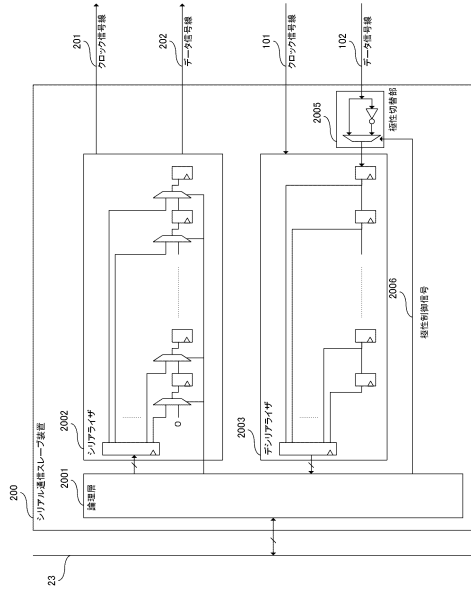 200
シリアル通信スレーブ装置
2001
論理層
2002
シリアライザ
0
201
クロック信号線
202
データ信号線
2003
デシリアライザ
101
クロック信号線
102
データ信号線
2005
極性切替部
2006
極性制御信号
23